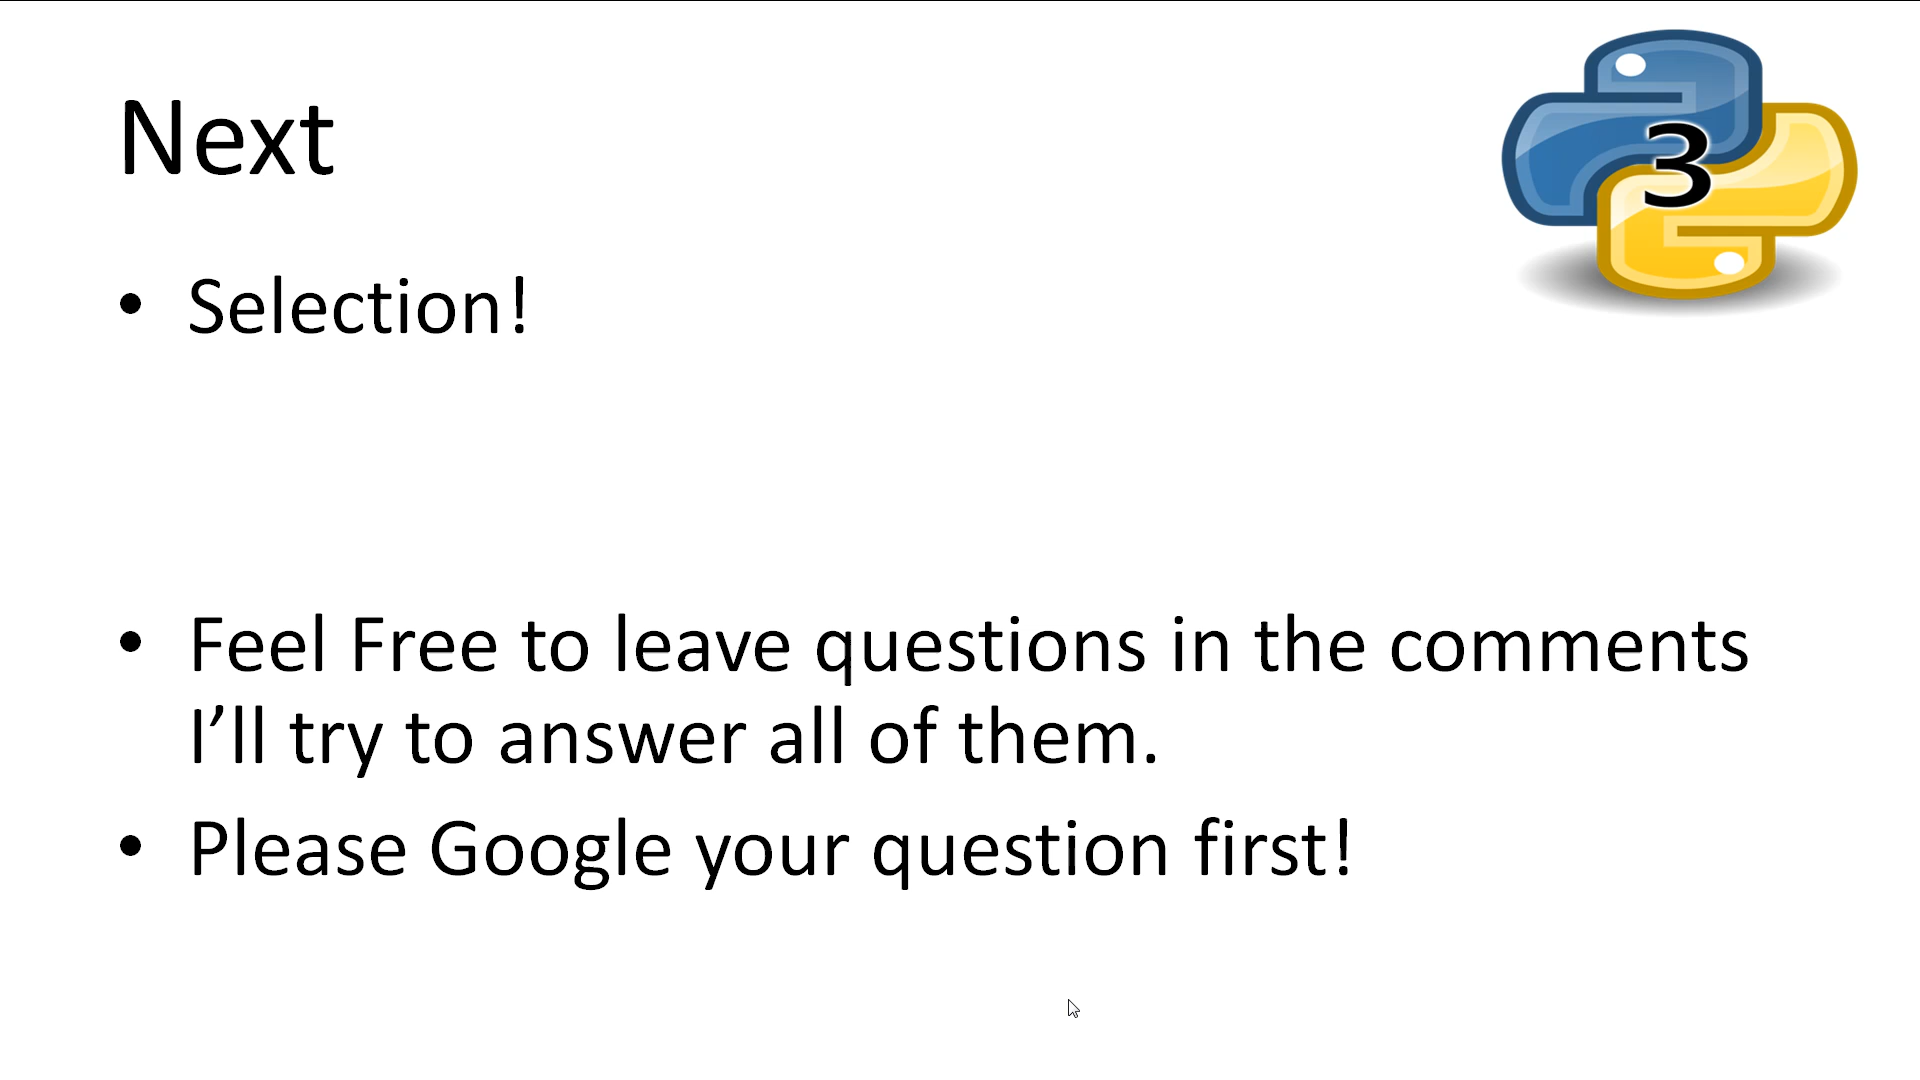 Next
3
• Selection!
• Feel Free to leave questions in the comments
I’ll try to answer all of them.
• Please Google your question first!